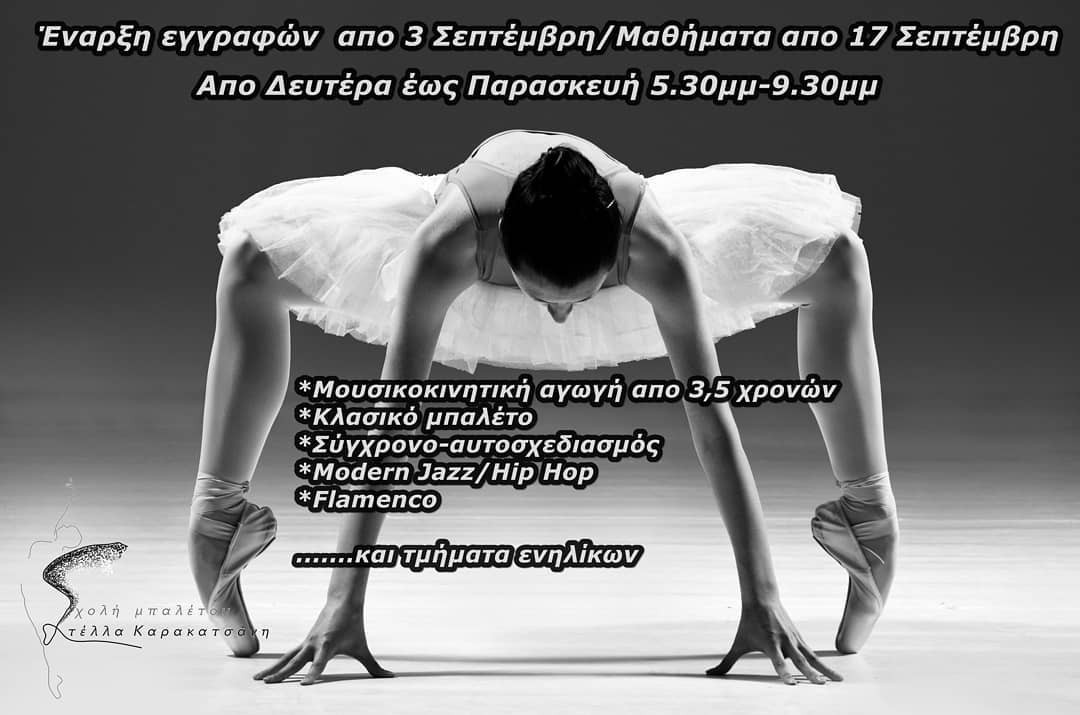 Έναρξη εγγραφών απο 3 Σεπτέμβρη/Μαθήματα απο 17 Σεπτέμβρη
Απο Δευτέρα έως Παρασκευή 5.30μμ-9.30μμ
*Μουσικοκινητική αγωγή απο 3,5 χρονών
*Κλασικό μπαλέτο
*Σύγχρονο-αυτοσχεδιασμός
*Modern Jazz/Hip Hop
*Flamenco
.......και τμήματα ενηλίκων
Σχολή μπαλέτου
Στέλλα Καρακατσάνη